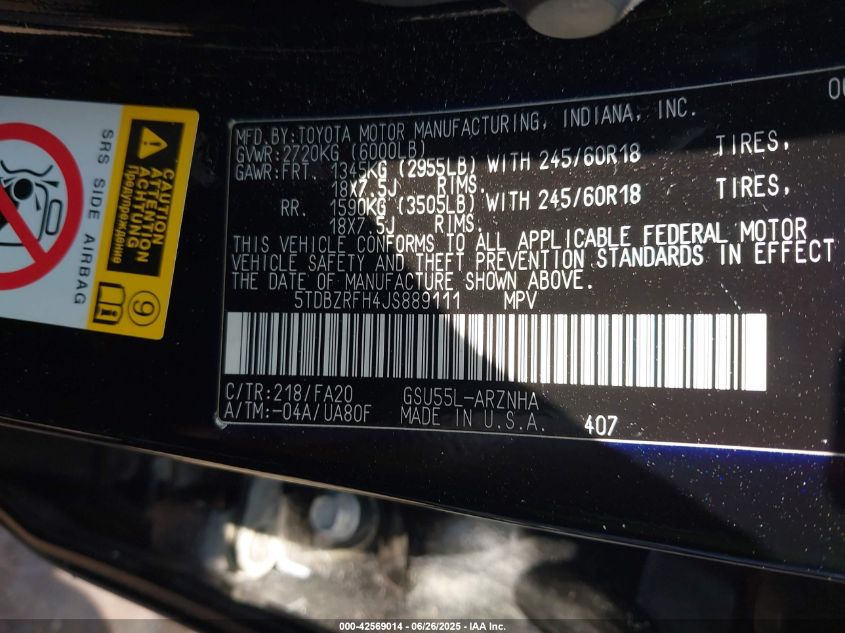 SRS SIDE AIRBAG
CAUTION
ATTENTION
ACHTUNG
Предупреждение
9
MFD.BY:TOYOTA MOTOR MANUFACTURING, INDIANA, INC.
GVWR:2720KG (6000LB)
GAWR:FRT. 1345KG (2955LB) WITH 245/60R18 TIRES,
18X7.5J RIMS.
RR. 1590KG (3505LB) WITH 245/60R18 TIRES,
18X7.5J RIMS.
THIS VEHICLE CONFORMS TO ALL APPLICABLE FEDERAL MOTOR
VEHICLE SAFETY AND THEFT PREVENTION STANDARDS IN EFFECT
THE DATE OF MANUFACTURE SHOWN ABOVE.
5TDBZRFH4JS889111 MPV
C/TR:218/FA20 GSU55L-ARZNHA
A/TM:-04A/UA80F MADE IN U.S.A. 407
000-42569014 - 06/26/2025 - IAA Inc.